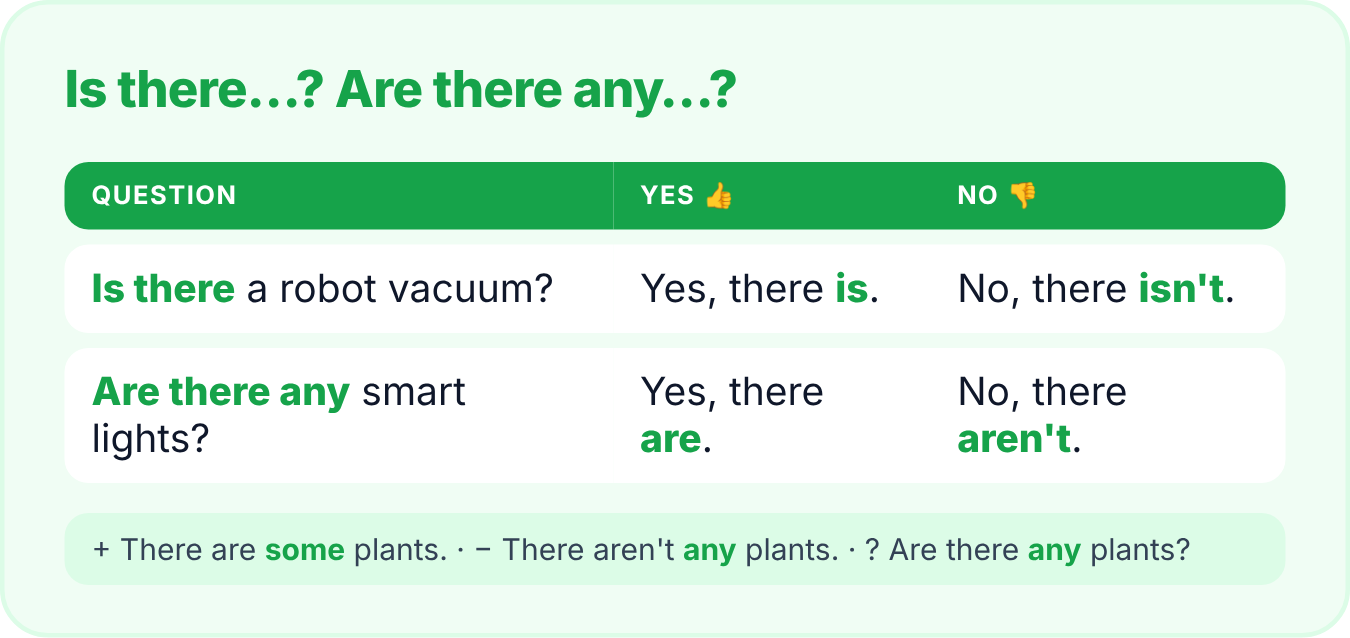 Is there...? Are there any...?
QUESTION YES 👍 NO 👎
Is there a robot vacuum? Yes, there is. No, there isn't.
Are there any smart lights? Yes, there are. No, there aren't.
+ There are some plants. · − There aren't any plants. · ? Are there any plants?